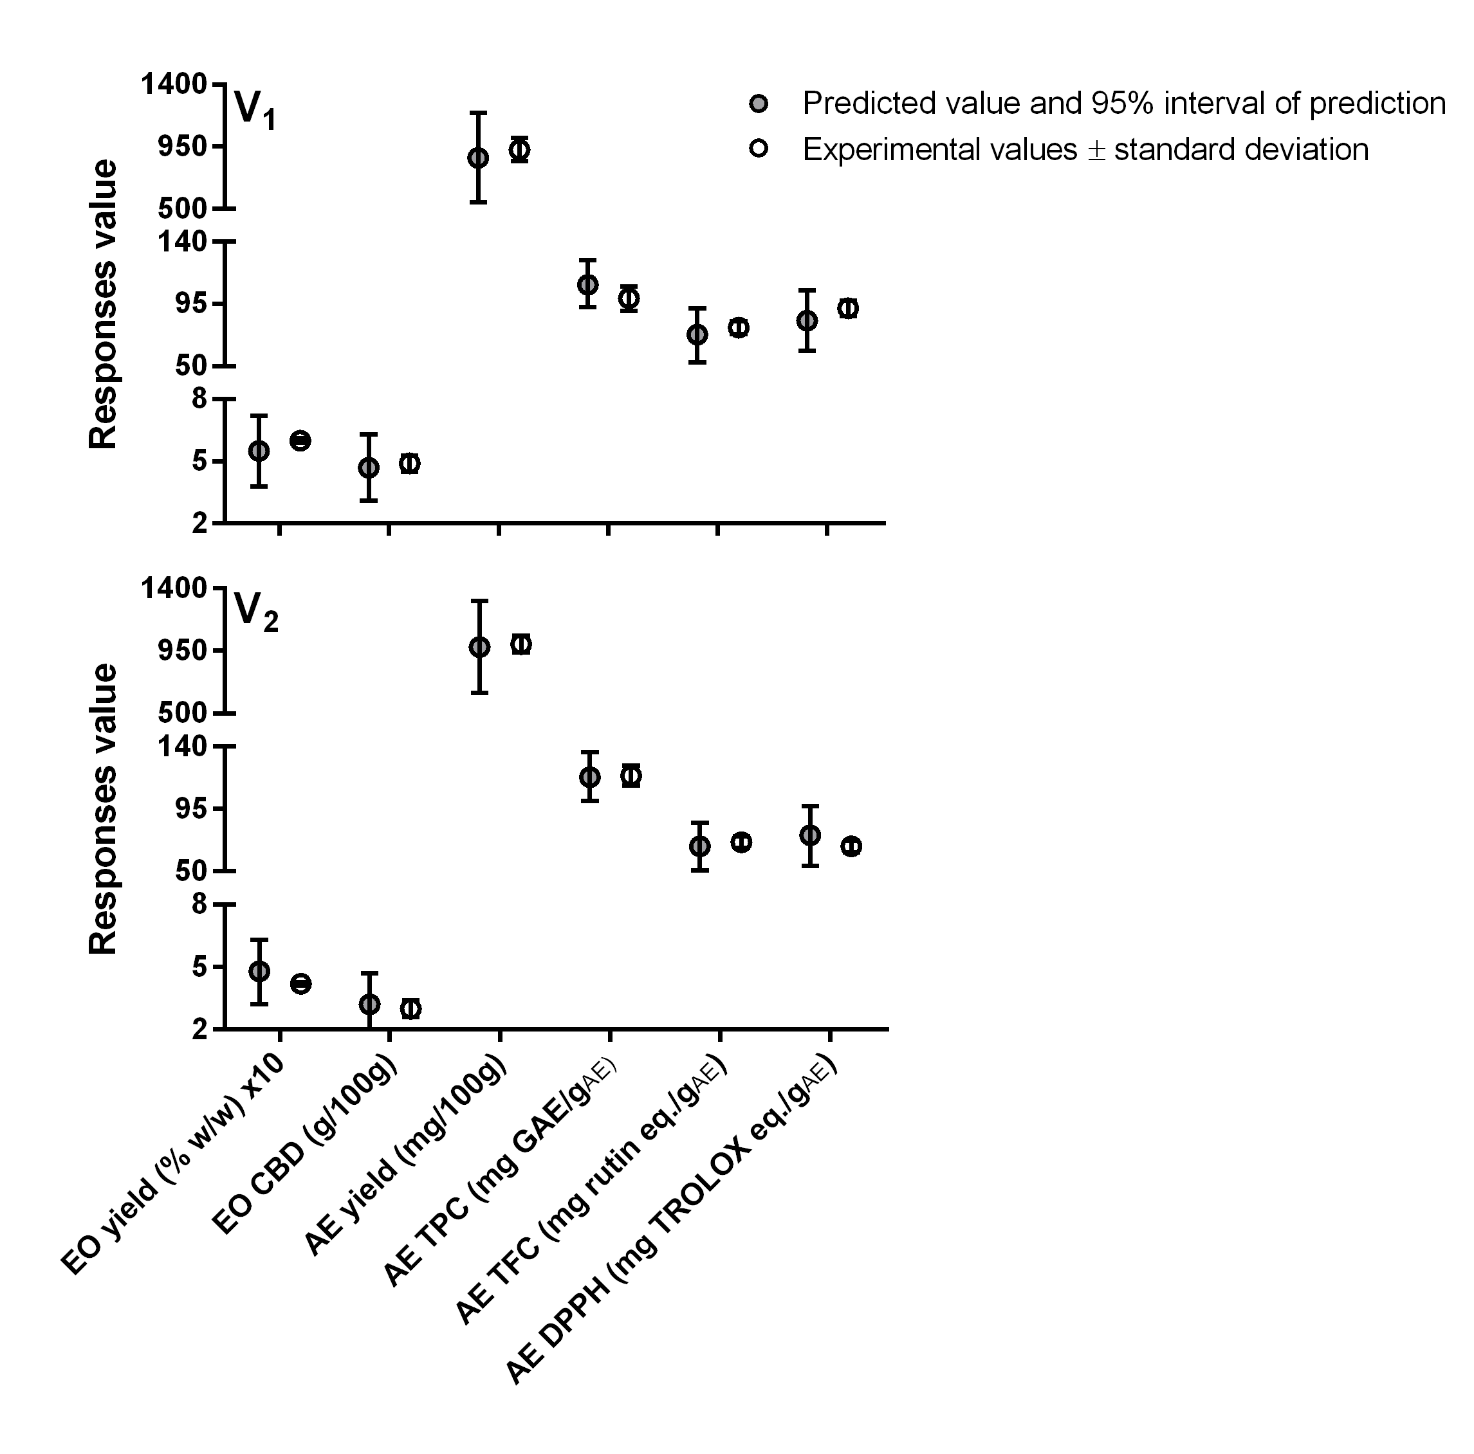 1400
V1
950
500
140
95
50
8
5
2
Responses value
Predicted value and 95% interval of prediction
Experimental values ± standard deviation
1400
V2
950
500
140
95
50
8
5
2
Responses value
EO yield (% w/w) x10
EO CBD (g/100g)
AE yield (mg/100g)
AE TPC (mg GAE/gAE)
AE TFC (mg rutin eq./gAE)
AE DPPH (mg TROLOX eq./gAE)